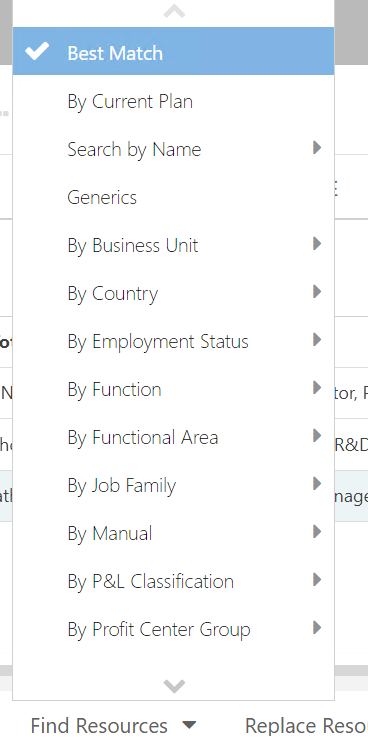 Best Match
By Current Plan
Search by Name
Generics
By Business Unit
By Country
By Employment Status
By Function
By Functional Area
By Job Family
By Manual
By P&L Classification
By Profit Center Group
R&D
Find Resources
Replace